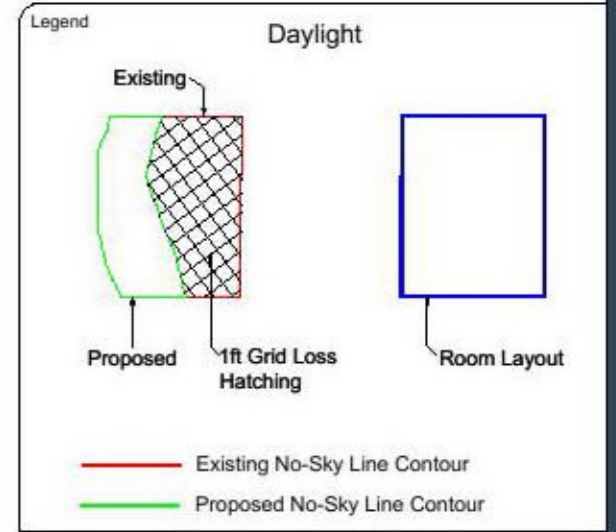 Legend
Daylight
Existing
Proposed
1ft Grid Loss
Hatching
Room Layout
Existing No-Sky Line Contour
Proposed No-Sky Line Contour